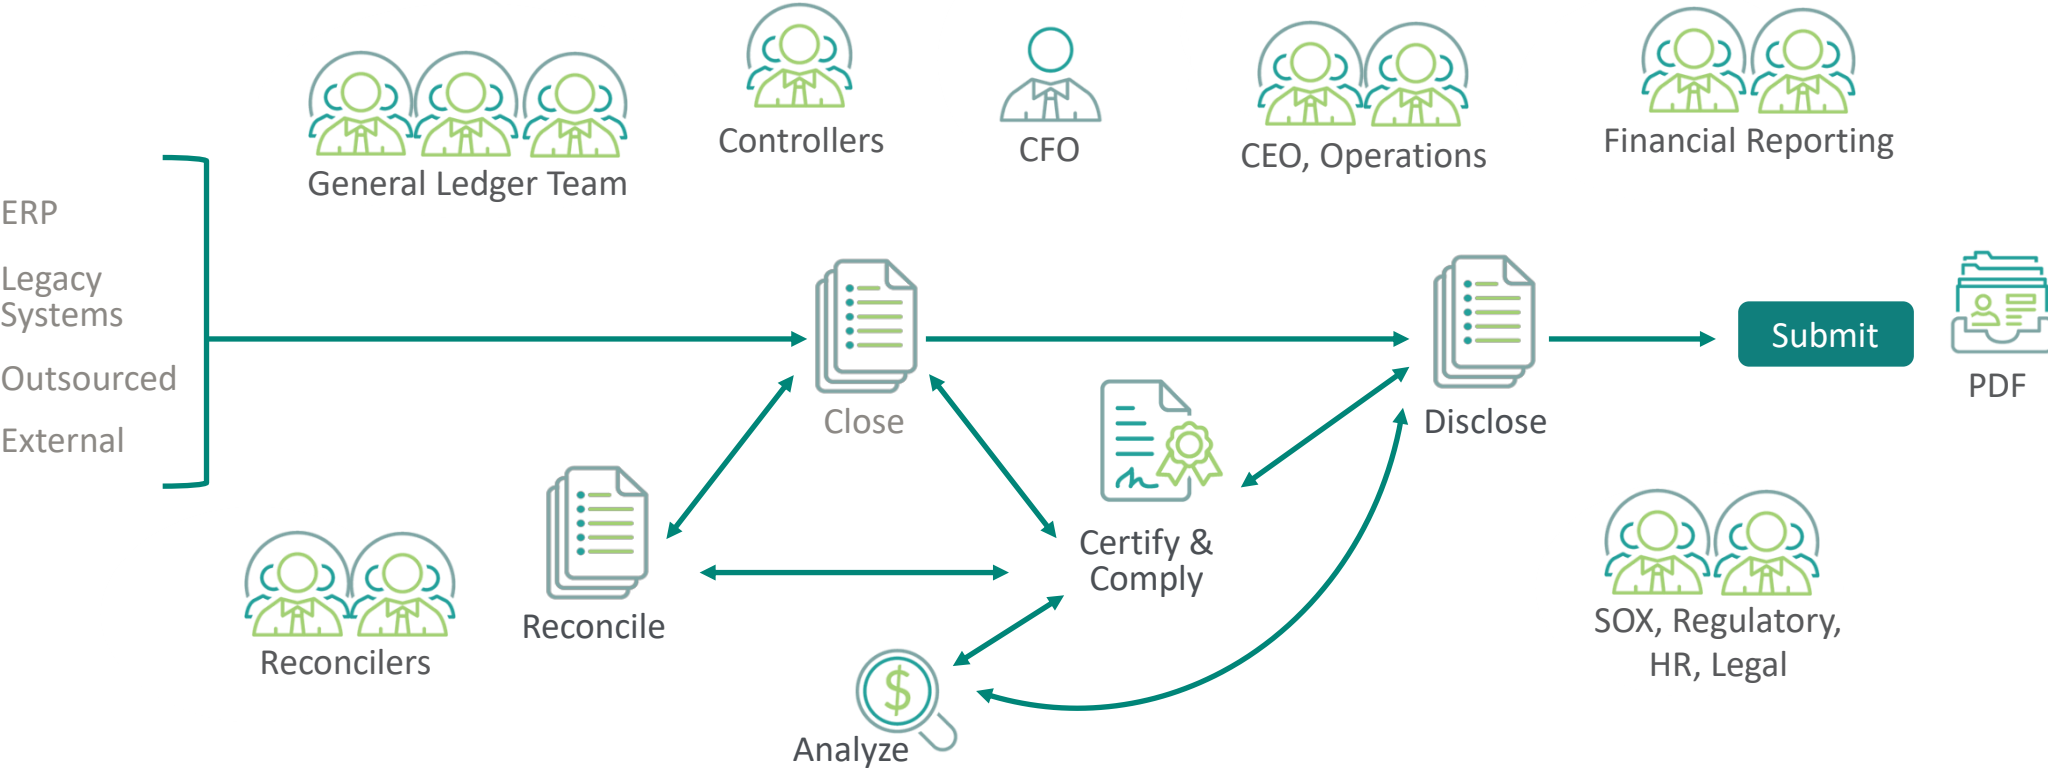 Controllers
CFO
CEO, Operations
Financial Reporting
General Ledger Team
ERP
Legacy
Systems
Outsourced
External
Close
Disclose
Submit
PDF
Certify &
Comply
Reconcile
Reconcilers
$
Analyze
SOX, Regulatory,
HR, Legal